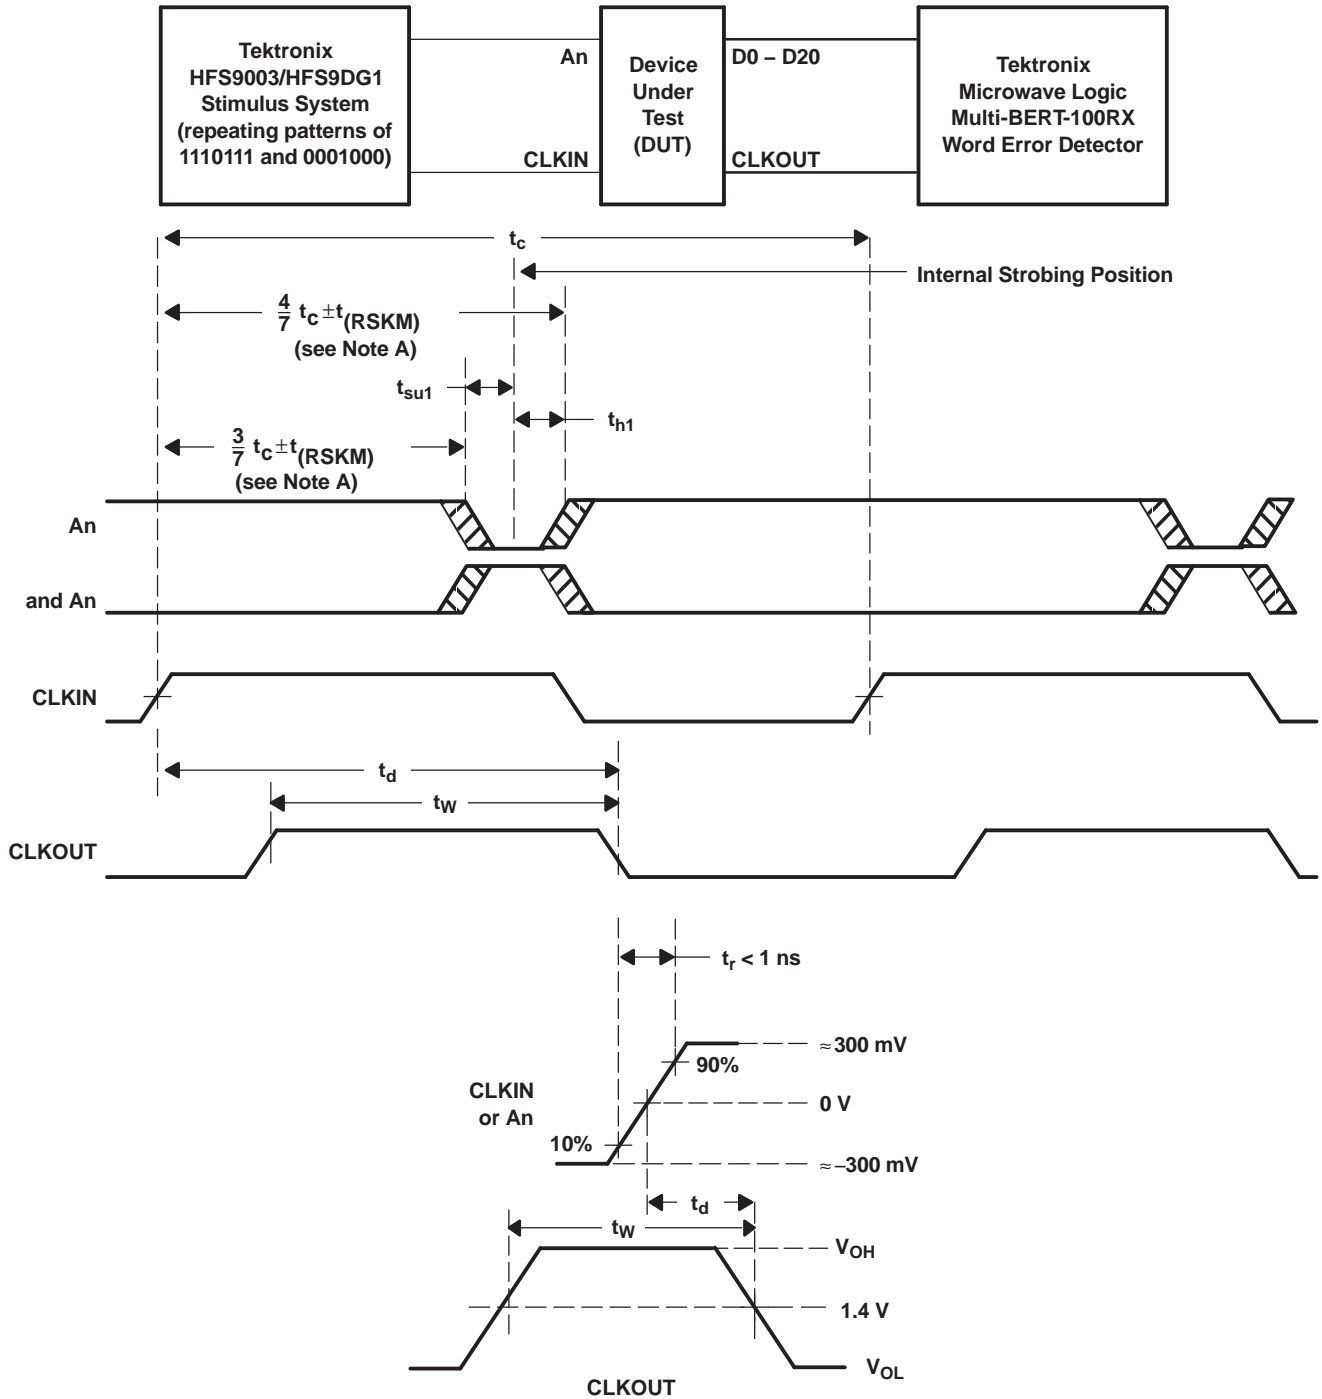 Tektronix
HFS9003/HFS9DG1
Stimulus System
(repeating patterns of
1110111 and 0001000)
An
CLKIN
Device
Under
Test
(DUT)
D0 – D20
CLKOUT
Tektronix
Microwave Logic
Multi-BERT-100RX
Word Error Detector
tc
Internal Strobing Position
4/7 tc ± t(RSKM)
(see Note A)
tsu1
th1
3/7 tc ± t(RSKM)
(see Note A)
An
and An
CLKIN
td
tW
CLKOUT
tr < 1 ns
≈ 300 mV
90%
CLKIN
or An
0 V
10%
≈ –300 mV
td
tW
VOH
1.4 V
VOL
CLKOUT